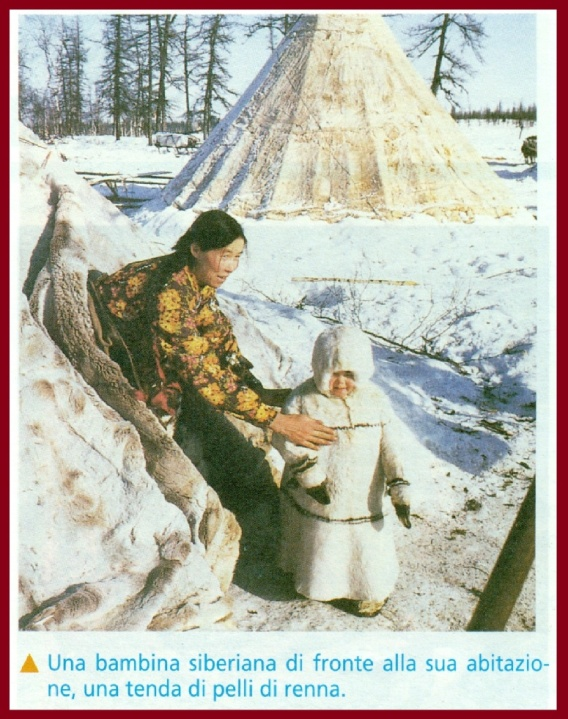 Una bambina siberiana di fronte alla sua abitazio-
ne, una tenda di pelli di renna.